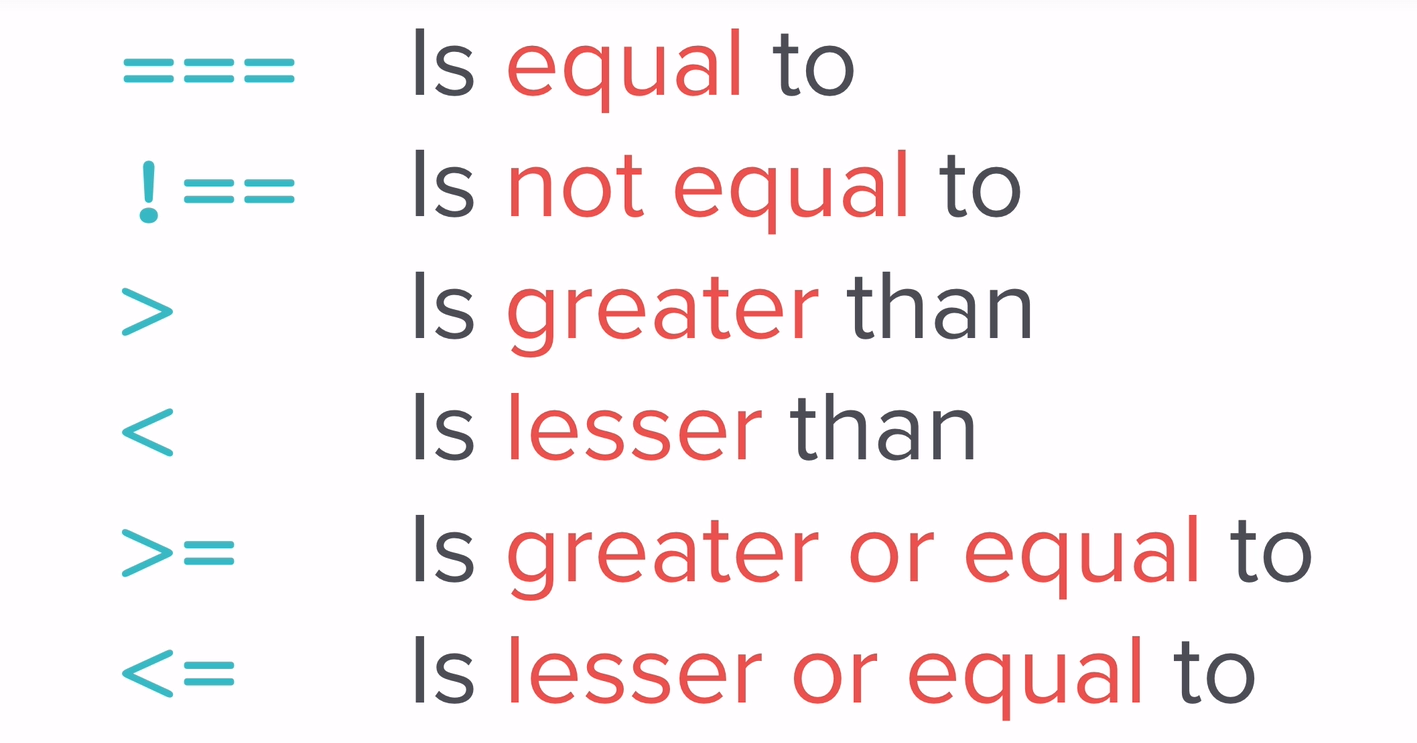 === Is equal to
!== Is not equal to
> Is greater than
< Is lesser than
>= Is greater or equal to
<= Is lesser or equal to